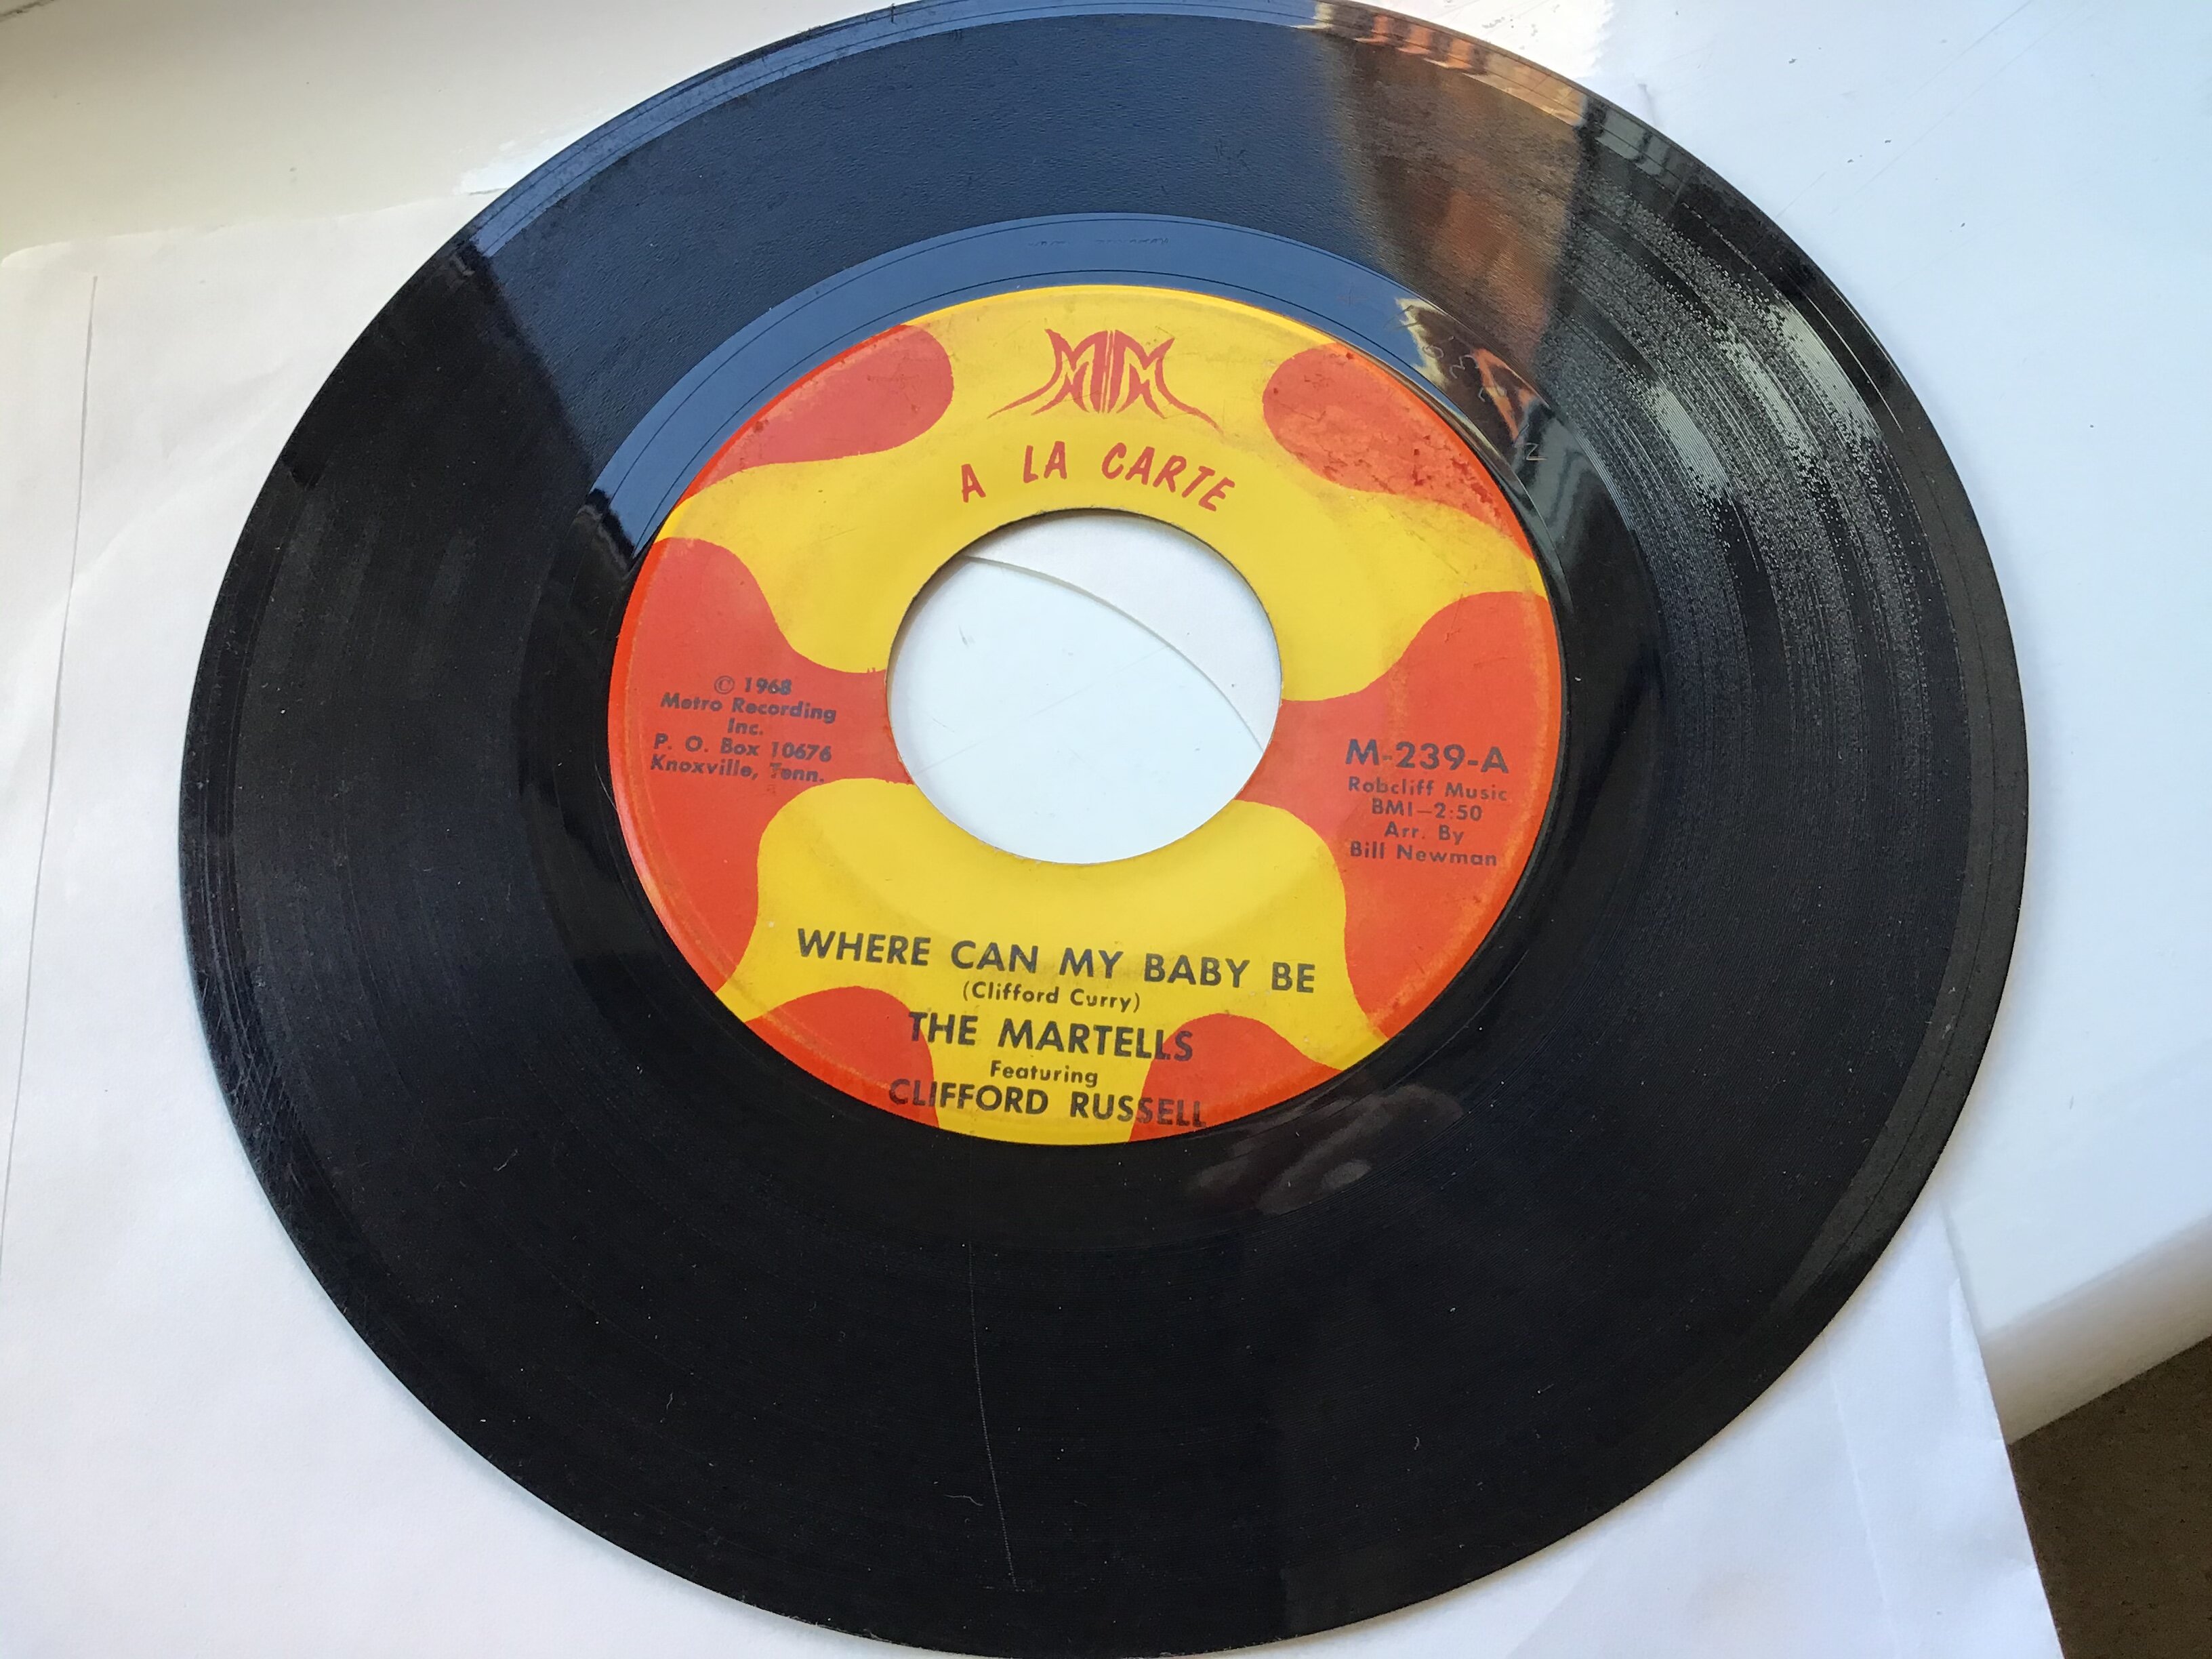 MM
A LA CARTE
© 1968
Metro Recording
Inc.
P. O. Box 10676
Knoxville, Tenn.
M-239-A
Robcliff Music
BMI—2:50
Arr. By
Bill Newman
WHERE CAN MY BABY BE
(Clifford Curry)
THE MARTELLS
Featuring
CLIFFORD RUSSELL